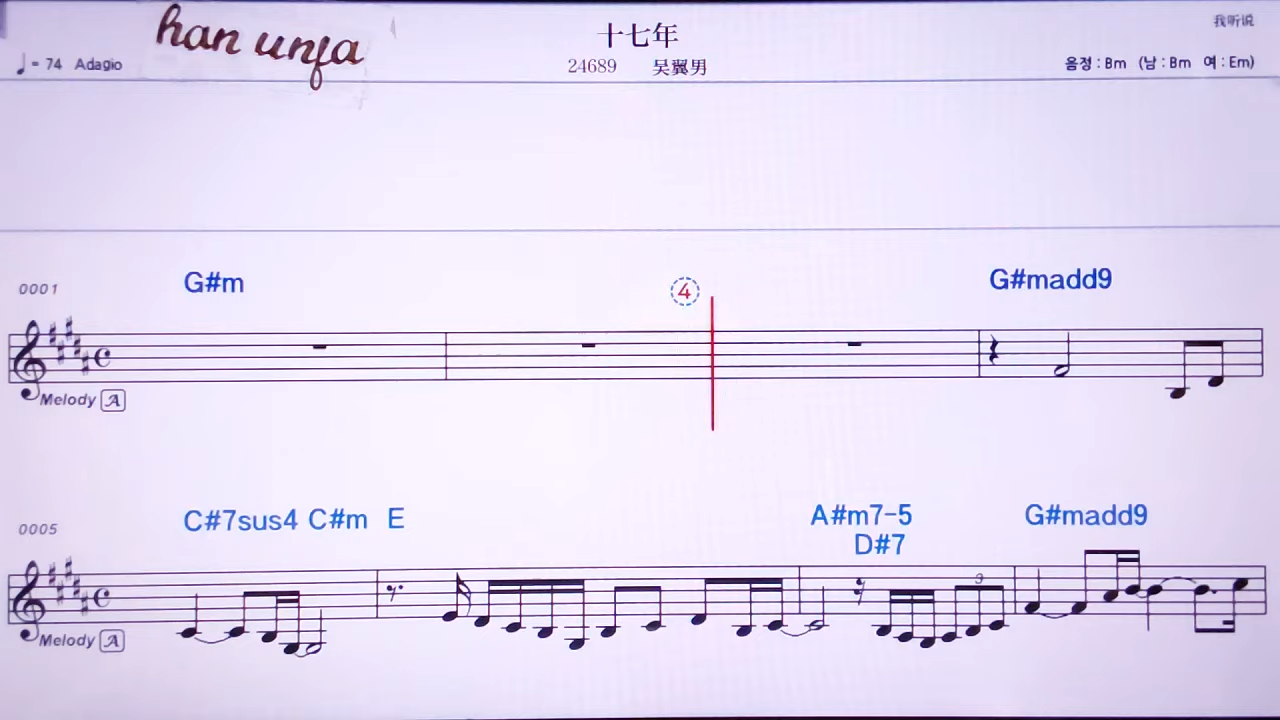 han unfa
十七年
我听说
♩= 74 Adagio
24689 吴翼男
음정 : Bm (남 : Bm 여 : Em)
G#m
④
G#madd9
0001
Melody A
C#7sus4 C#m E
A#m7-5
G#madd9
D#7
0005
3
Melody A